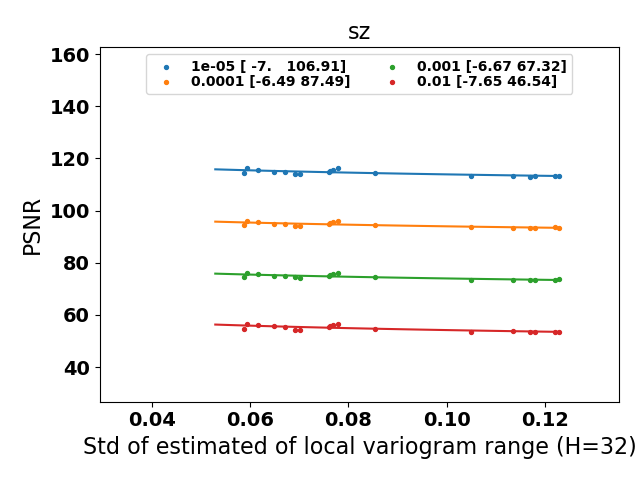 sz
160
140
120
100
80
60
40
PSNR
1e-05 [ -7.   106.91]
0.0001 [-6.49 87.49]
0.001 [-6.67 67.32]
0.01 [-7.65 46.54]
0.04
0.06
0.08
0.10
0.12
Std of estimated of local variogram range (H=32)